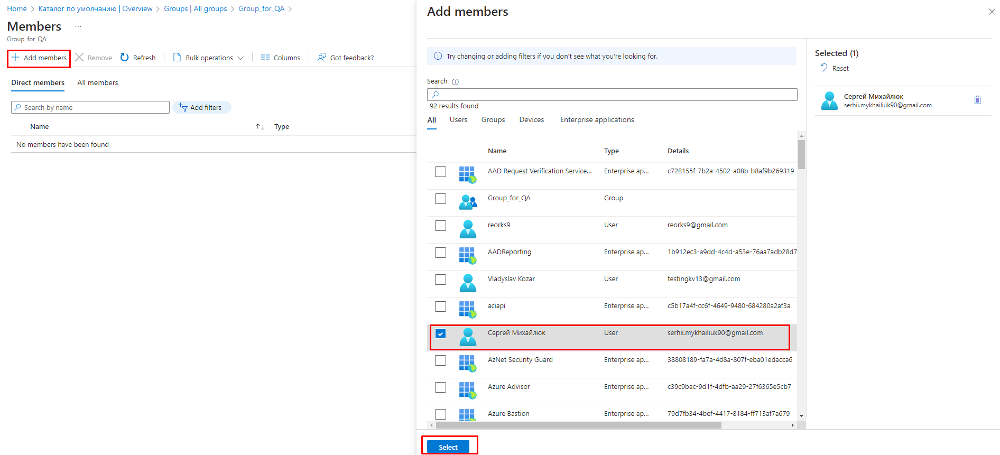 Home > Каталог по умолчанию | Overview > Groups | All groups > Group_for_QA >
Members ...
Group_for_QA
Add members Remove Refresh Bulk operations Columns Got feedback?
Direct members All members
Search by name Add filters
Name Type
No members have been found
Add members
Try changing or adding filters if you don't see what you're looking for.
Search
92 results found
All Users Groups Devices Enterprise applications
Name Type Details
AAD Request Verification Service... Enterprise ap... c728155f-7b2a-4502-a08b-b8af9b269319
Group_for_QA Group
reorks9 User reorks9@gmail.com
AADReporting Enterprise ap... 1b912ec3-a9dd-4c4d-a53e-76aa7adb28d7
Vladyslav Kozar User testingkv13@gmail.com
aciapi Enterprise ap... c5b17a4f-cc6f-4649-9480-684280a2af3a
Сергей Михайлюк User serhii.mykhailiuk90@gmail.com
AzNet Security Guard Enterprise ap... 38808189-fa7a-4d8a-807f-eba01edacca6
Azure Advisor Enterprise ap... c39c9bac-9d1f-4dfb-aa29-27f6365e5cb7
Azure Bastion Enterprise ap... 79d7fb34-4bef-4417-8184-ff713af7a679
Select
Selected (1)
Reset
Сергей Михайлюк
serhii.mykhailiuk90@gmail.com